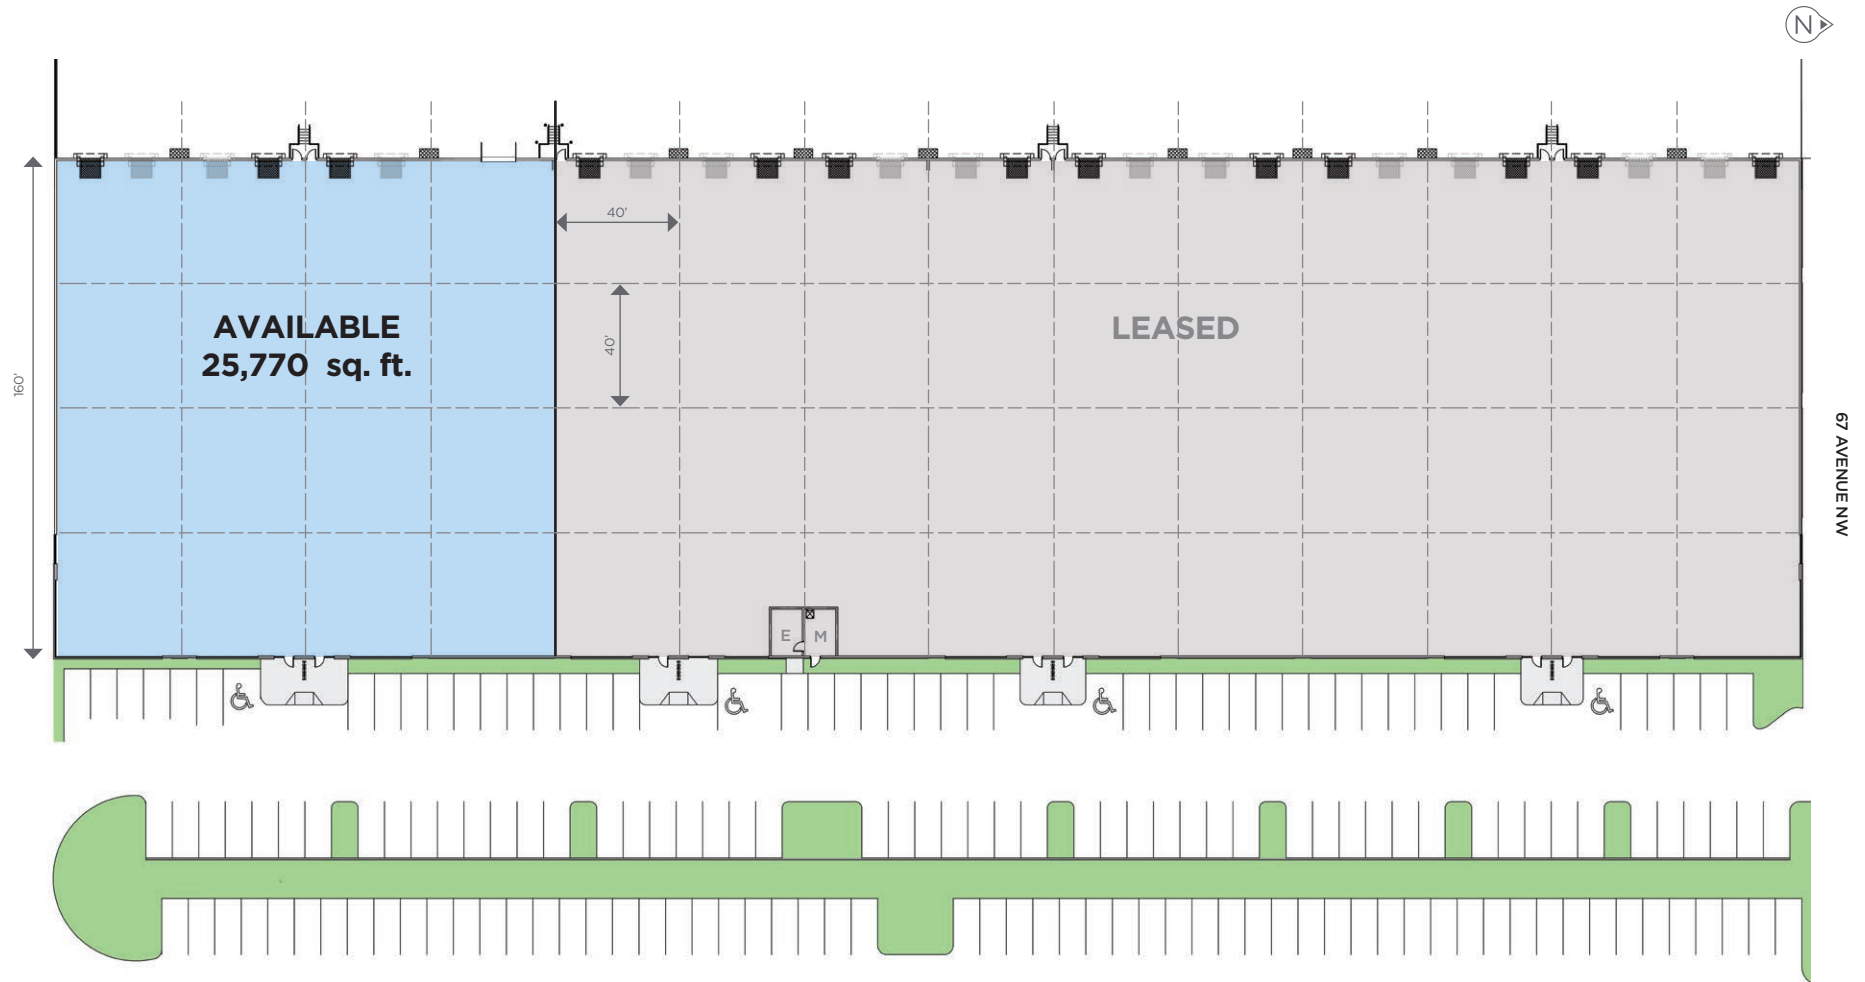 N
40'
AVAILABLE
25,770 sq. ft.
LEASED
40'
160'
67 AVENUE NW
E
M